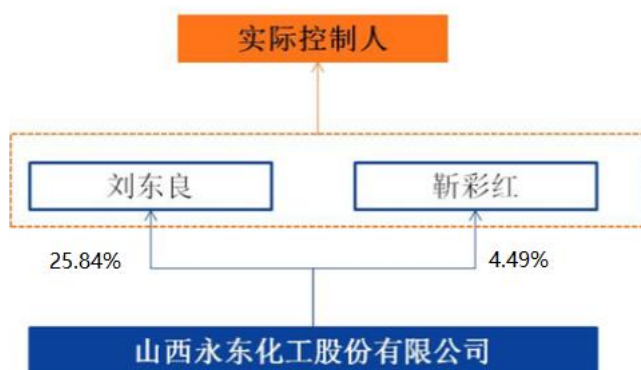 实际控制人
刘东良
靳彩红
25.84%
4.49%
山西永东化工股份有限公司